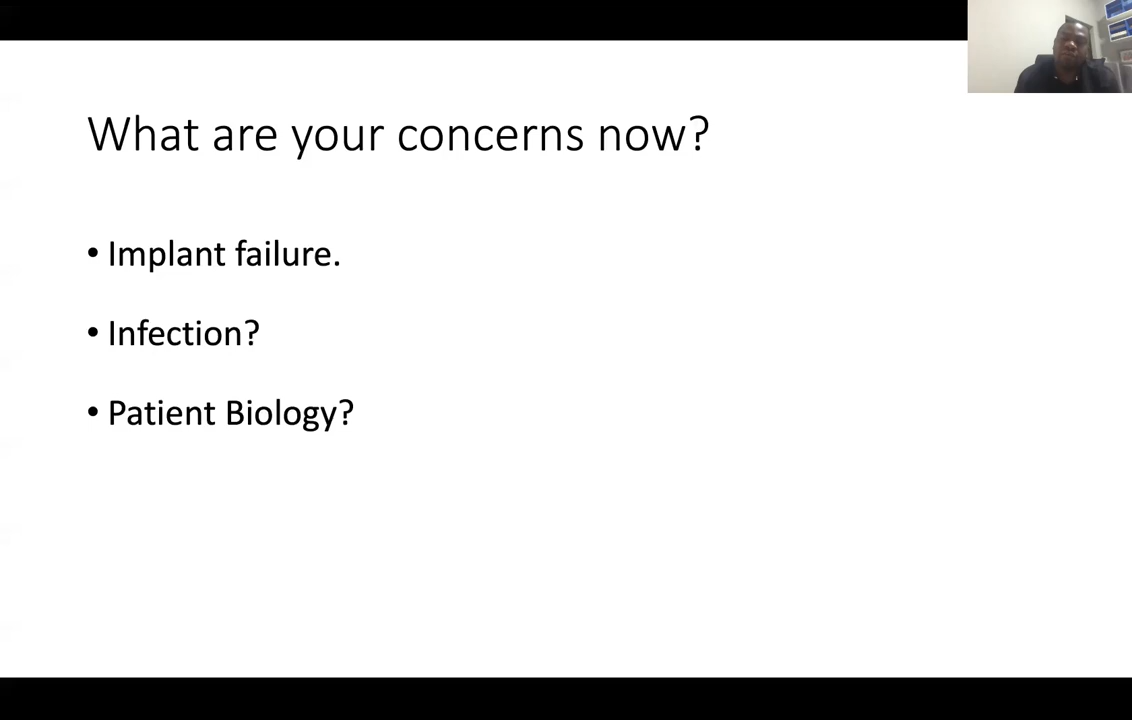 What are your concerns now?
• Implant failure.
• Infection?
• Patient Biology?